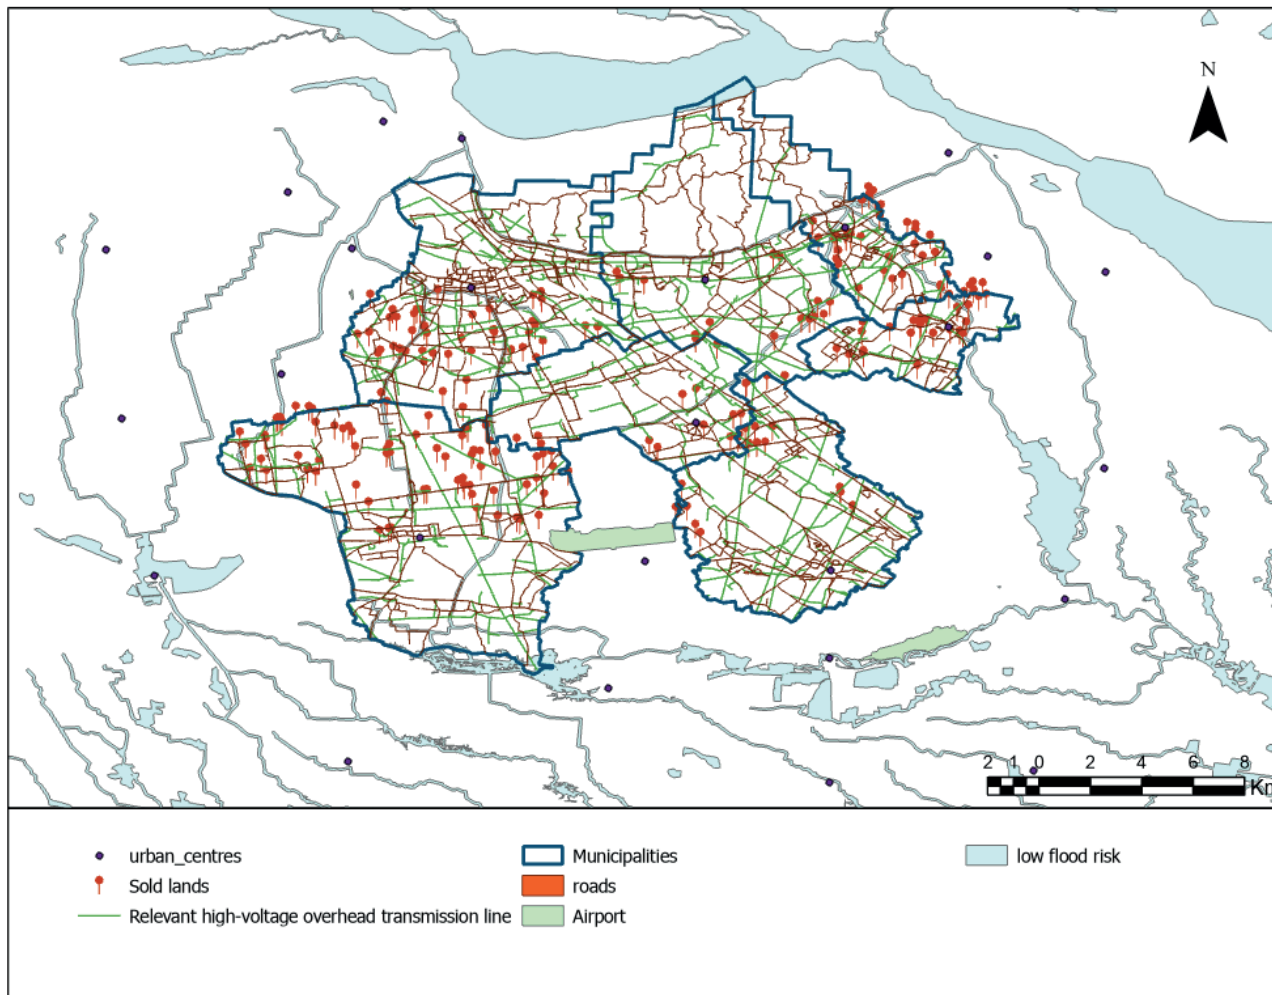 N
2 1 0 2 4 6 8
Km
urban_centres
Sold lands
Relevant high-voltage overhead transmission line
Municipalities
roads
Airport
low flood risk